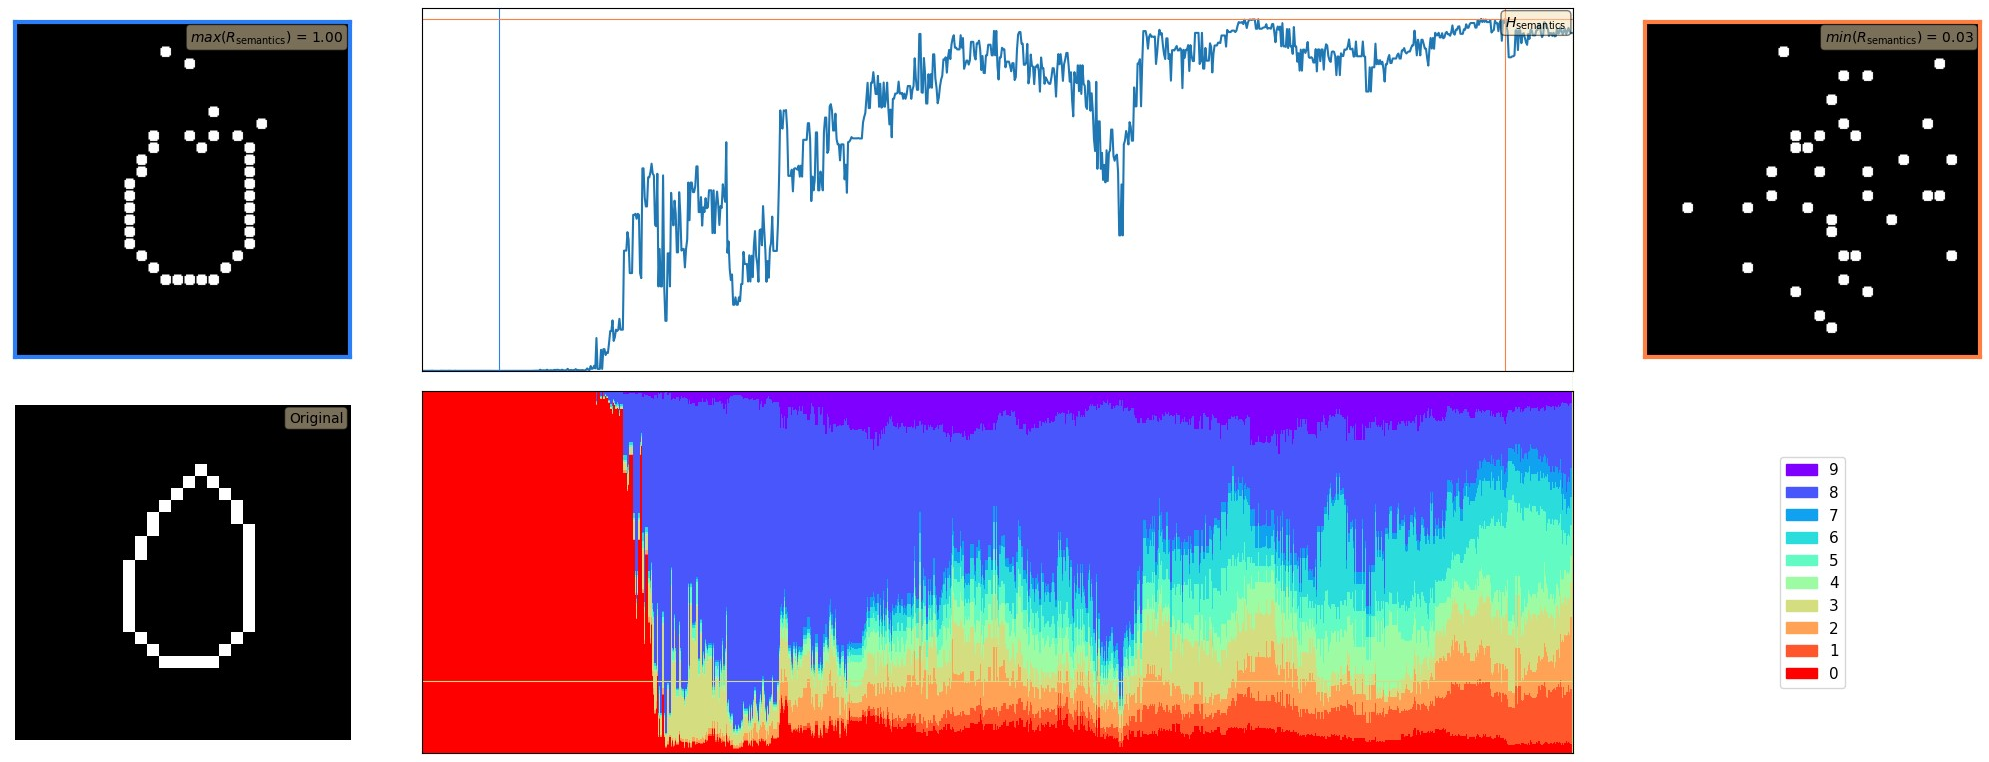 max(R_semantics) = 1.00
H_semantics
min(R_semantics) = 0.03
Original
9
8
7
6
5
4
3
2
1
0